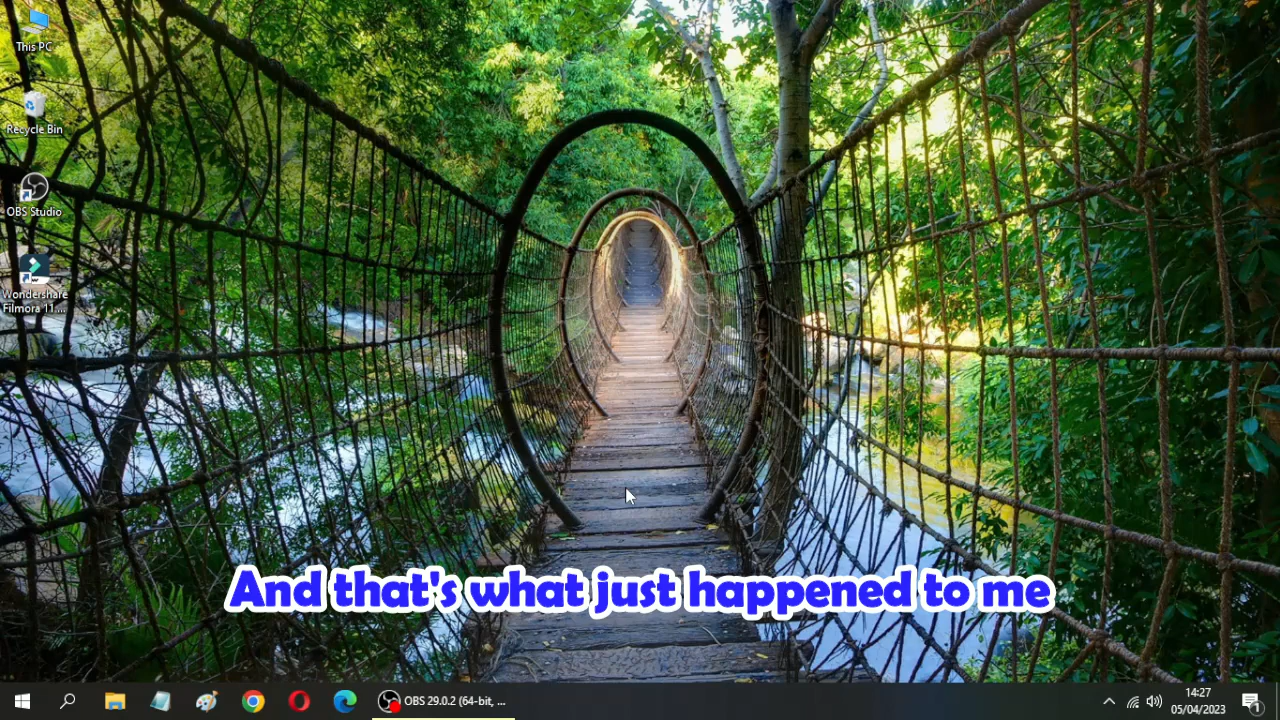 This PC
Recycle Bin
OBS Studio
Wondershare
Filmora 11....
And that's what just happened to me
OBS 29.0.2 (64-bit, ...
14:27
05/04/2023
1